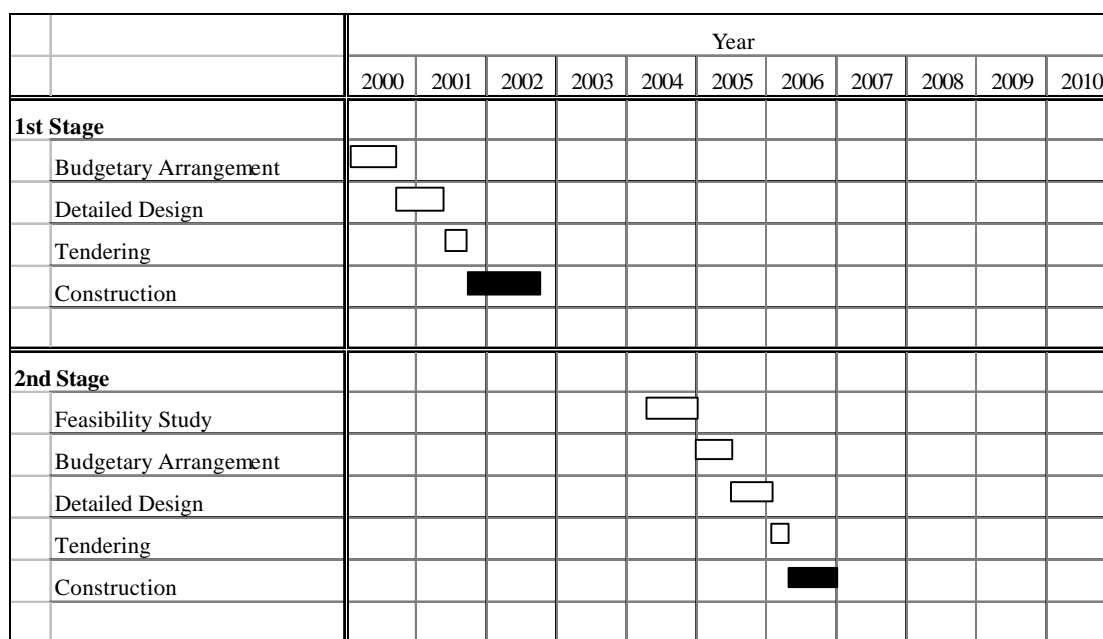 Year
2000 2001 2002 2003 2004 2005 2006 2007 2008 2009 2010
1st Stage
Budgetary Arrangement
Detailed Design
Tendering
Construction
2nd Stage
Feasibility Study
Budgetary Arrangement
Detailed Design
Tendering
Construction